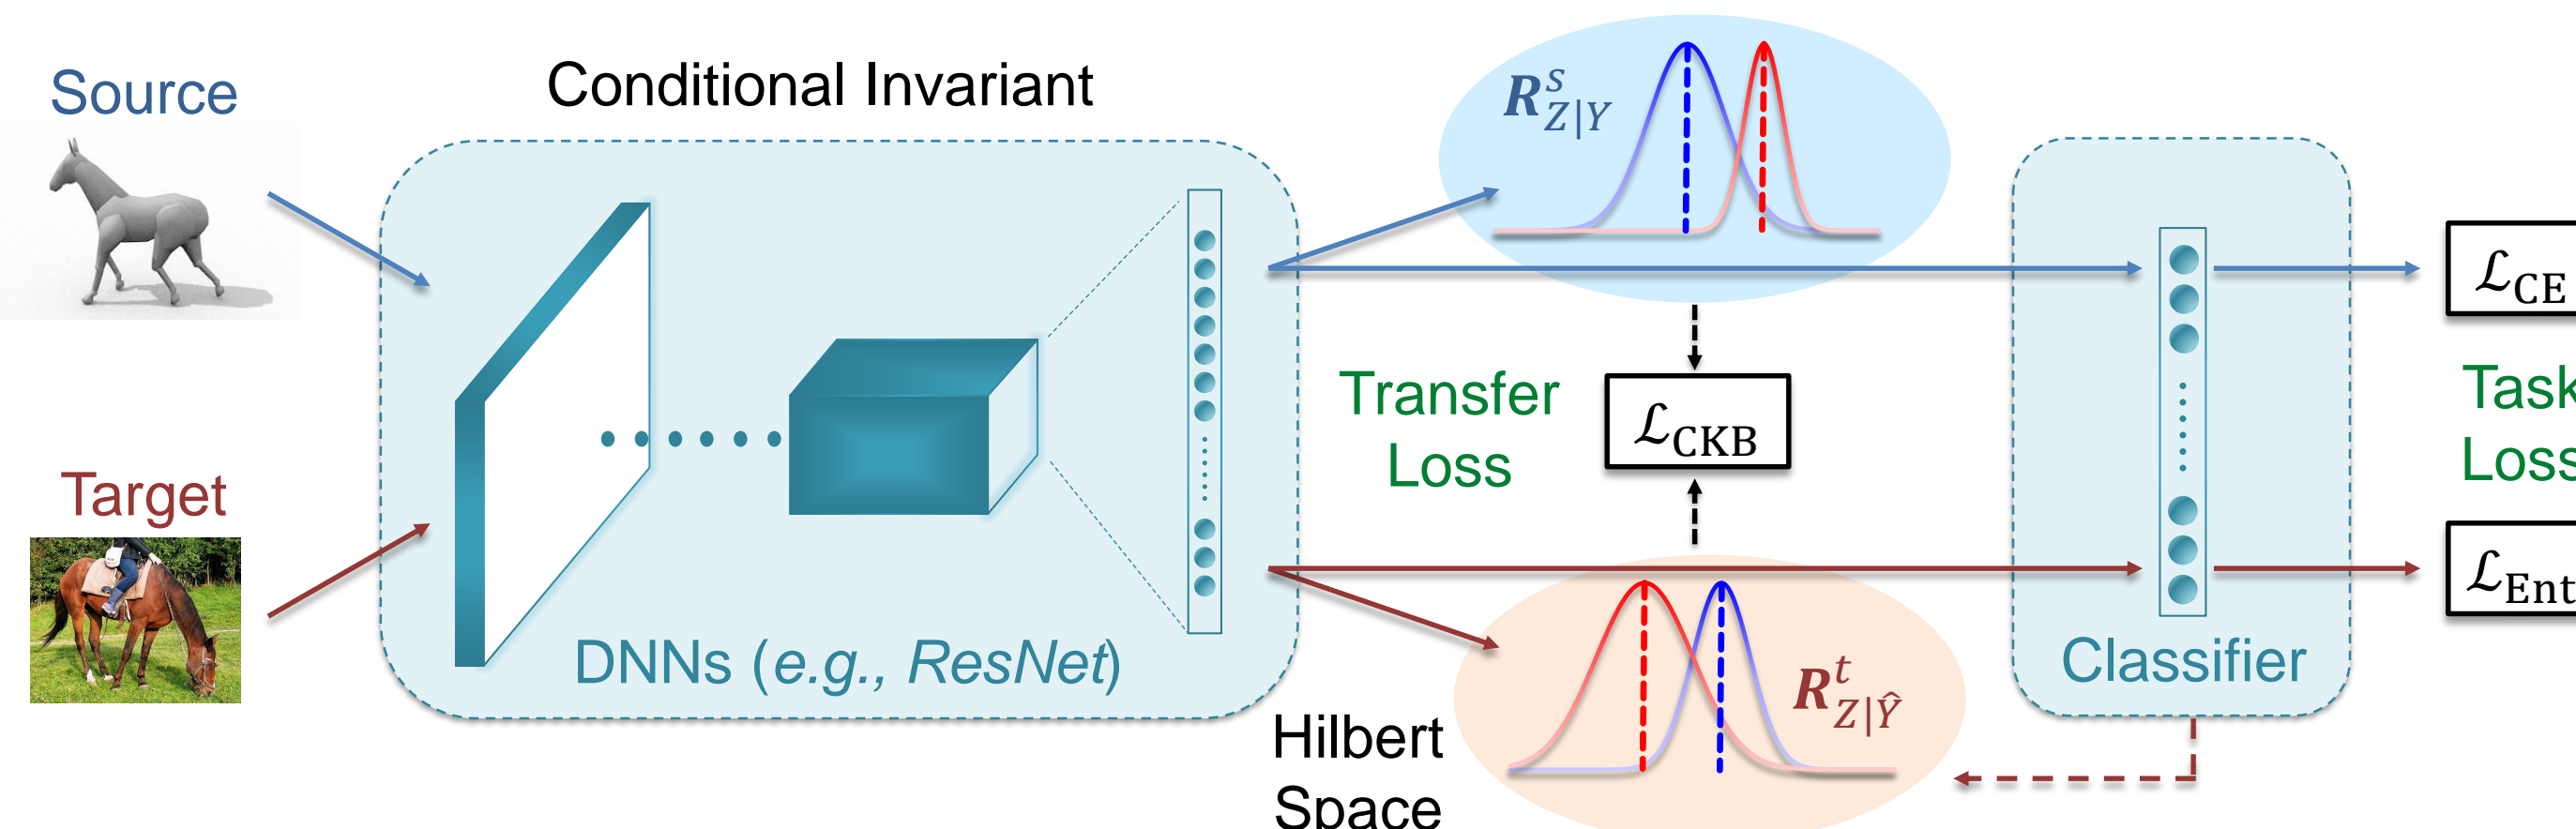 Source
Conditional Invariant
R^s_{Z|Y}
ℒ_CE
Transfer
Loss
ℒ_CKB
Task
Loss
Target
ℒ_Ent
DNNs (e.g., ResNet)
Classifier
R^t_{Z|Ŷ}
Hilbert
Space